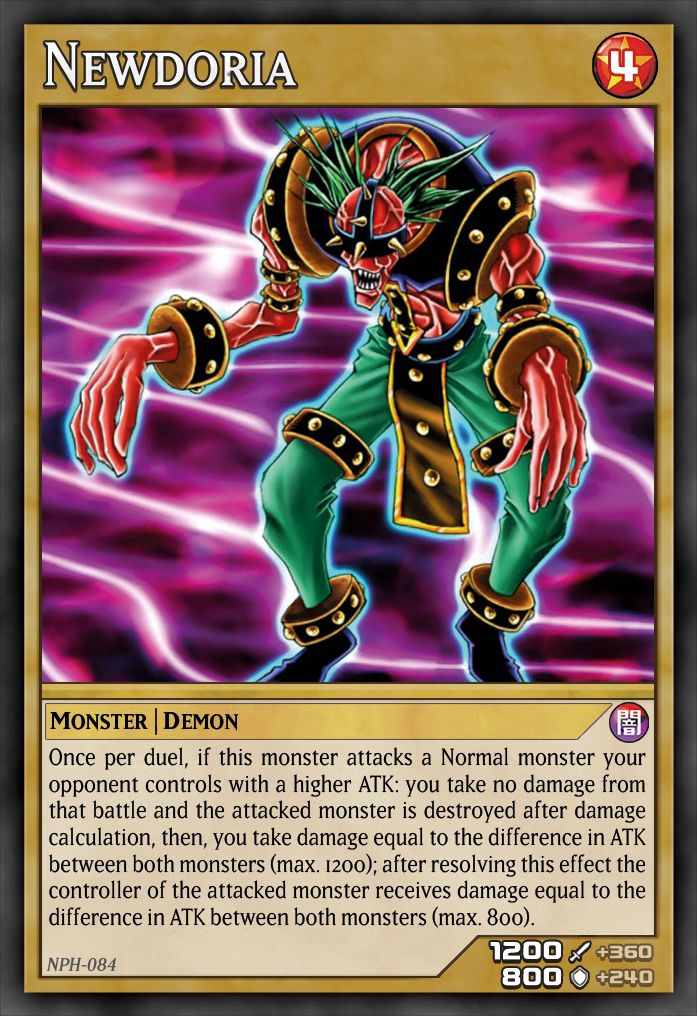 Newdoria
4
Monster | Demon
闇
Once per duel, if this monster attacks a Normal monster your
opponent controls with a higher ATK: you take no damage from
that battle and the attacked monster is destroyed after damage
calculation, then, you take damage equal to the difference in ATK
between both monsters (max. 1200); after resolving this effect the
controller of the attacked monster receives damage equal to the
difference in ATK between both monsters (max. 800).
1200 +360
NPH-084
800 +240